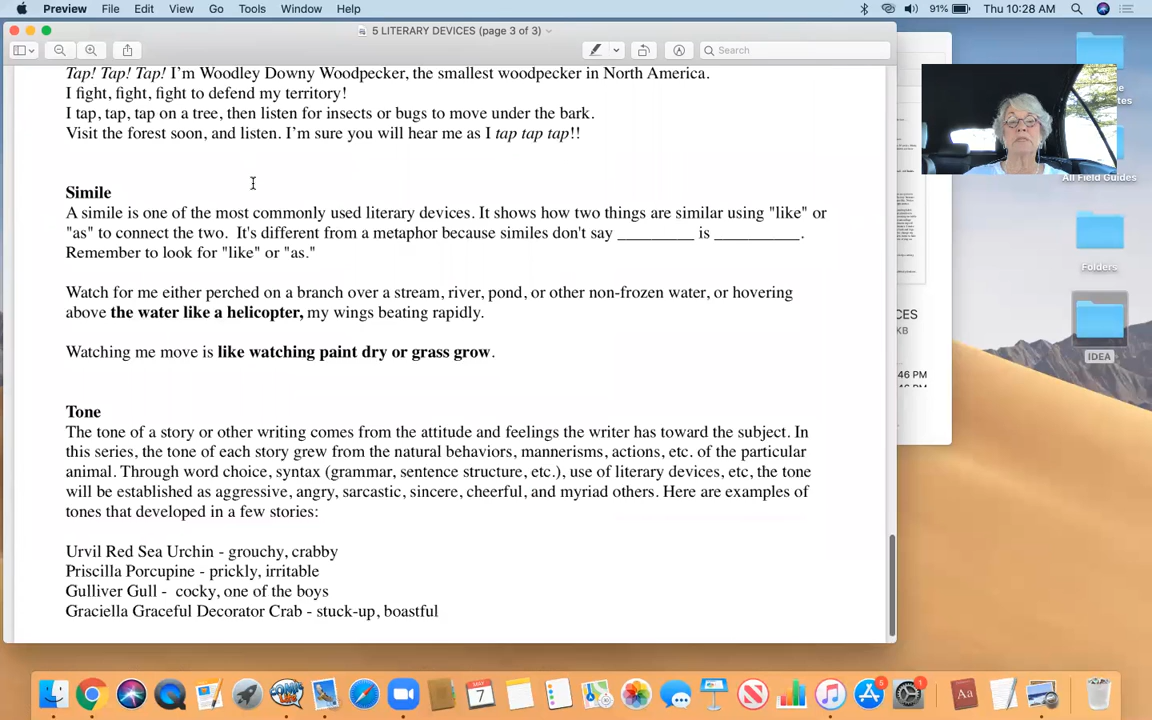 Preview File Edit View Go Tools Window Help 91% Thu 10:28 AM
5 LITERARY DEVICES (page 3 of 3)
Search
Tap! Tap! Tap! I'm Woodley Downy Woodpecker, the smallest woodpecker in North America.
I fight, fight, fight to defend my territory!
I tap, tap, tap on a tree, then listen for insects or bugs to move under the bark.
Visit the forest soon, and listen. I'm sure you will hear me as I tap tap tap!!
Simile
A simile is one of the most commonly used literary devices. It shows how two things are similar using "like" or
"as" to connect the two. It's different from a metaphor because similes don't say _________ is __________.
Remember to look for "like" or "as."
Watch for me either perched on a branch over a stream, river, pond, or other non-frozen water, or hovering
above the water like a helicopter, my wings beating rapidly.
Watching me move is like watching paint dry or grass grow.
Tone
The tone of a story or other writing comes from the attitude and feelings the writer has toward the subject. In
this series, the tone of each story grew from the natural behaviors, mannerisms, actions, etc. of the particular
animal. Through word choice, syntax (grammar, sentence structure, etc.), use of literary devices, etc, the tone
will be established as aggressive, angry, sarcastic, sincere, cheerful, and myriad others. Here are examples of
tones that developed in a few stories:
Urvil Red Sea Urchin - grouchy, crabby
Priscilla Porcupine - prickly, irritable
Gulliver Gull - cocky, one of the boys
Graciella Graceful Decorator Crab - stuck-up, boastful
All Field Guides
Folders
IDEA
CES
KB
46 PM
MAY
7
Aa
6
1